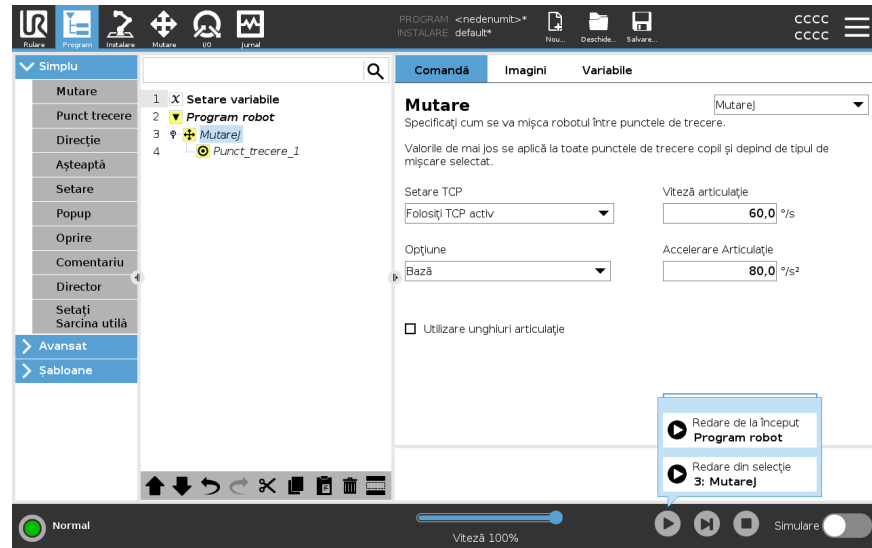 UR
PROGRAM <nedenumit>*
INSTALARE default*
cccc
cccc
Rulare
Program
Instalare
Mutare
I/O
Jurnal
Nou...
Deschide...
Salvare...
Simplu
Mutare
Punct trecere
Direcție
Așteaptă
Setare
Popup
Oprire
Comentariu
Director
Setați
Sarcina utilă
Avansat
Șabloane
1 X Setare variabile
2 Program robot
3 MutareJ
4 Punct_trecere_1
Comandă
Imagini
Variabile
Mutare
MutareJ
Specificați cum se va mișca robotul între punctele de trecere.
Valorile de mai jos se aplică la toate punctele de trecere copil și depind de tipul de
mișcare selectat.
Setare TCP
Viteză articulație
Folosiți TCP activ
60,0 °/s
Opțiune
Accelerare Articulație
Bază
80,0 °/s²
Utilizare unghiuri articulație
Redare de la început
Program robot
Redare din selecție
3: MutareJ
Normal
Viteză 100%
Simulare